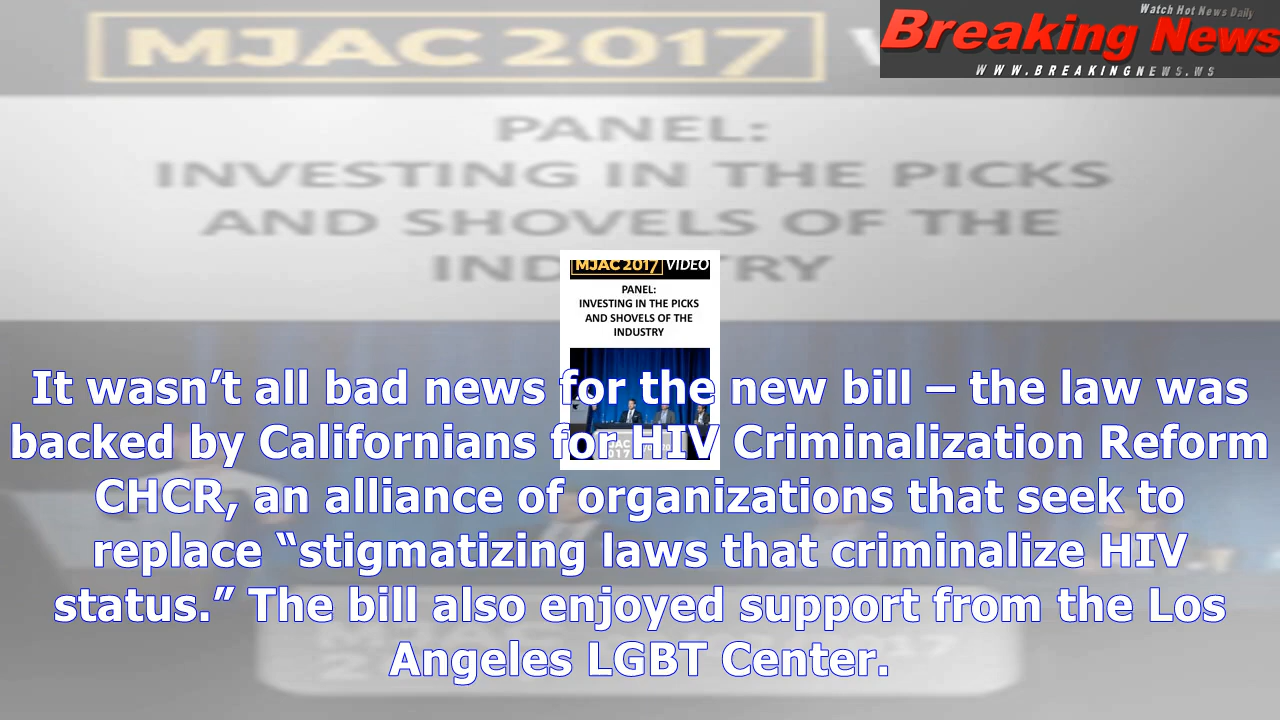 Watch Hot News Daily
Breaking News
WWW.BREAKINGNEWS.WS
MJAC 2017
PANEL:
INVESTING IN THE PICKS
AND SHOVELS OF THE
MJAC 2017 VIDEO
PANEL:
INVESTING IN THE PICKS
AND SHOVELS OF THE
INDUSTRY
It wasn’t all bad news for the new bill – the law was
backed by Californians for HIV Criminalization Reform
CHCR, an alliance of organizations that seek to
replace “stigmatizing laws that criminalize HIV
status.” The bill also enjoyed support from the Los
Angeles LGBT Center.